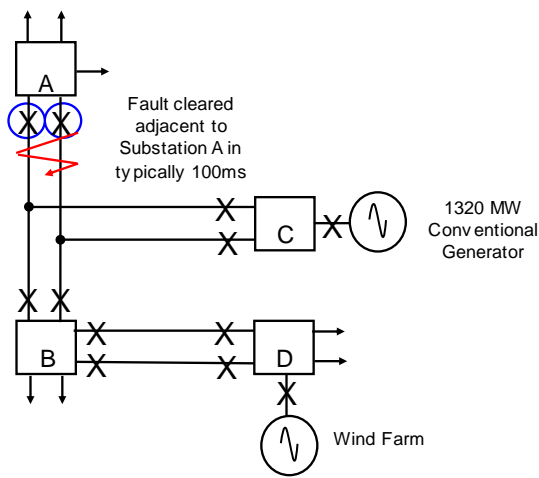 A
Fault cleared
adjacent to
Substation A in
typically 100ms
C
1320 MW
Conventional
Generator
B
D
Wind Farm